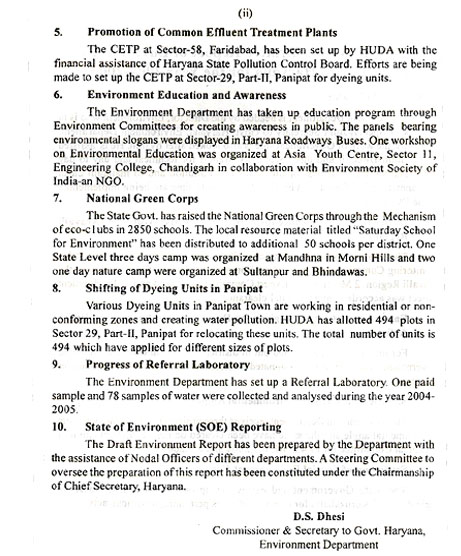 (ii)
5. Promotion of Common Effluent Treatment Plants
The CETP at Sector-58, Faridabad, has been set up by HUDA with the
financial assistance of Haryana State Pollution Control Board. Efforts are being
made to set up the CETP at Sector-29, Part-II, Panipat for dyeing units.
6. Environment Education and Awareness
The Environment Department has taken up education program through
Environment Committees for creating awareness in public. The panels bearing
environmental slogans were displayed in Haryana Roadways Buses. One workshop
on Environmental Education was organized at Asia Youth Centre, Sector 11,
Engineering College, Chandigarh in collaboration with Environment Society of
India-an NGO.
7. National Green Corps
The State Govt. has raised the National Green Corps through the Mechanism
of eco-clubs in 2850 schools. The local resource material titled "Saturday School
for Environment" has been distributed to additional 50 schools per district. One
State Level three days camp was organized at Mandhna in Morni Hills and two
one day nature camp were organized at Sultanpur and Bhindawas.
8. Shifting of Dyeing Units in Panipat
Various Dyeing Units in Panipat Town are working in residential or non-
conforming zones and creating water pollution. HUDA has allotted 494 plots in
Sector 29, Part-II, Panipat for relocating these units. The total number of units is
494 which have applied for different sizes of plots.
9. Progress of Referral Laboratory
The Environment Department has set up a Referral Laboratory. One paid
sample and 78 samples of water were collected and analysed during the year 2004-
2005.
10. State of Environment (SOE) Reporting
The Draft Environment Report has been prepared by the Department with
the assistance of Nodal Officers of different departments. A Steering Committee to
oversee the preparation of this report has been constituted under the Chairmanship
of Chief Secretary, Haryana.
D.S. Dhesi
Commissioner & Secretary to Govt. Haryana,
Environment Department